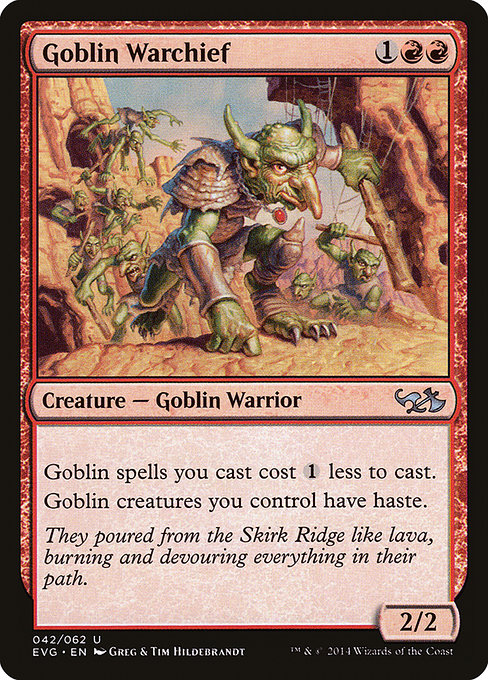 Goblin Warchief 1
Creature — Goblin Warrior
Goblin spells you cast cost 1 less to cast.
Goblin creatures you control have haste.
They poured from the Skirk Ridge like lava,
burning and devouring everything in their
path.
2/2
042/062 U
EVG • EN Greg & Tim Hildebrandt
™ & © 2014 Wizards of the Coast